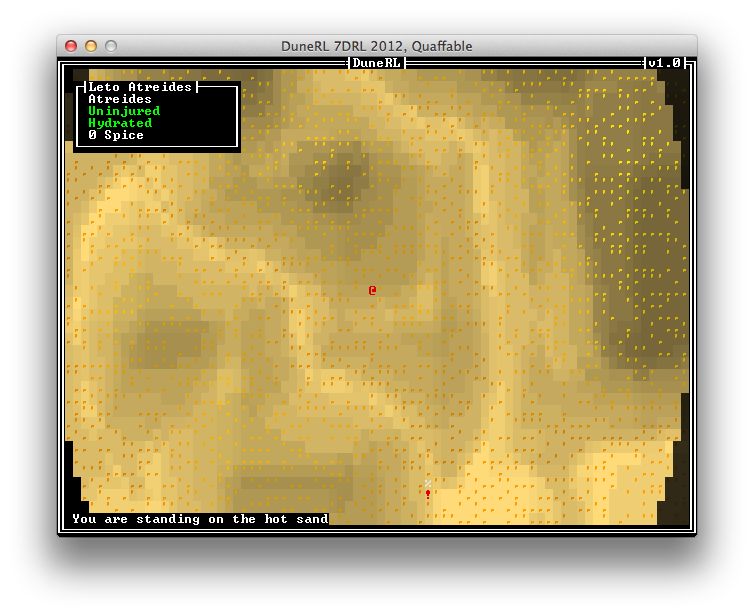 DuneRL 7DRL 2012, Quaffable
DuneRL
v1.0
Leto Atreides
Atreides
Uninjured
Hydrated
0 Spice
@
%
!
You are standing on the hot sand